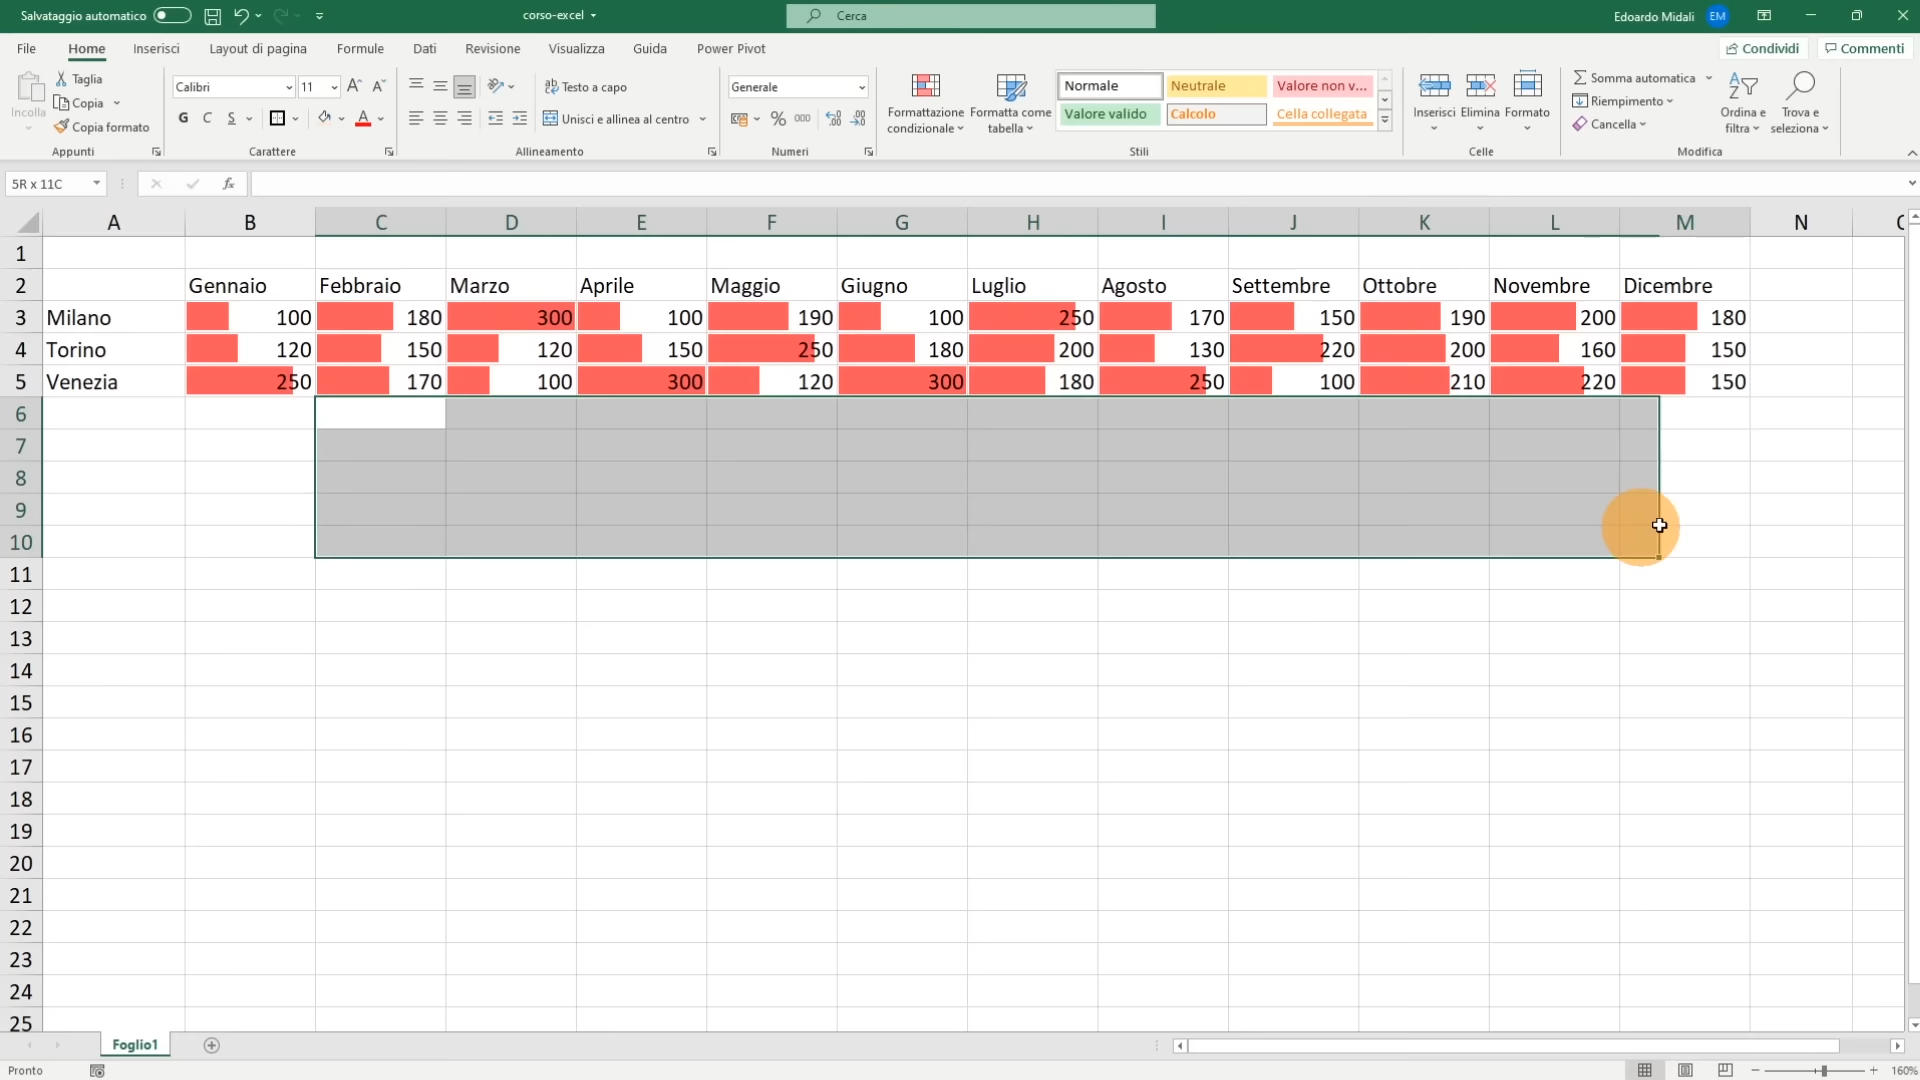 Salvataggio automatico
corso-excel
Cerca
Edoardo Midali EM
File Home Inserisci Layout di pagina Formule Dati Revisione Visualizza Guida Power Pivot Condividi Commenti
Incolla
Taglia
Copia
Copia formato
Appunti
Calibri 11
G C S A
Carattere
Testo a capo
Unisci e allinea al centro
Allineamento
Generale
% 000
Numeri
Formattazione condizionale
Formatta come tabella
Normale Neutrale Valore non v...
Valore valido Calcolo Cella collegata
Stili
Inserisci Elimina Formato
Celle
Somma automatica
Riempimento
Cancella
Ordina e filtra
Trova e seleziona
Modifica
5R x 11C fx
A B C D E F G H I J K L M N
1
2 Gennaio Febbraio Marzo Aprile Maggio Giugno Luglio Agosto Settembre Ottobre Novembre Dicembre
3 Milano 100 180 300 100 190 100 250 170 150 190 200 180
4 Torino 120 150 120 150 250 180 200 130 220 200 160 150
5 Venezia 250 170 100 300 120 300 180 250 100 210 220 150
6
7
8
9
10
11
12
13
14
15
16
17
18
19
20
21
22
23
24
25
Foglio1
Pronto
160%